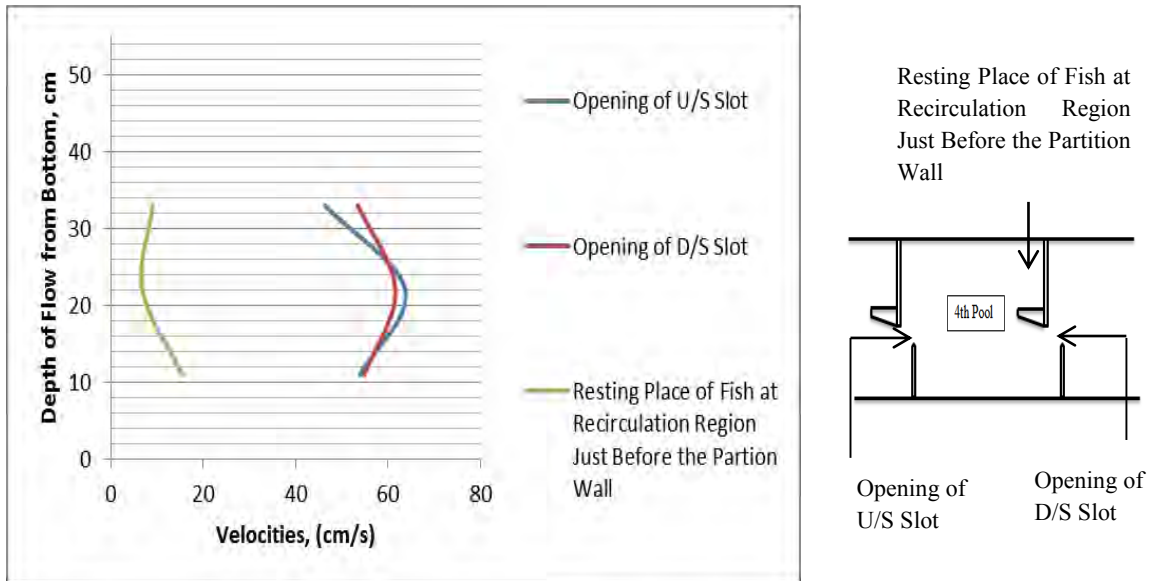 Depth of Flow from Bottom, cm
50
40
30
20
10
0
0 20 40 60 80
Velocities, (cm/s)
Opening of U/S Slot
Opening of D/S Slot
Resting Place of Fish at
Recirculation Region
Just Before the Partion
Wall
Resting Place of Fish at
Recirculation Region
Just Before the Partition
Wall
4th Pool
Opening of
U/S Slot
Opening of
D/S Slot